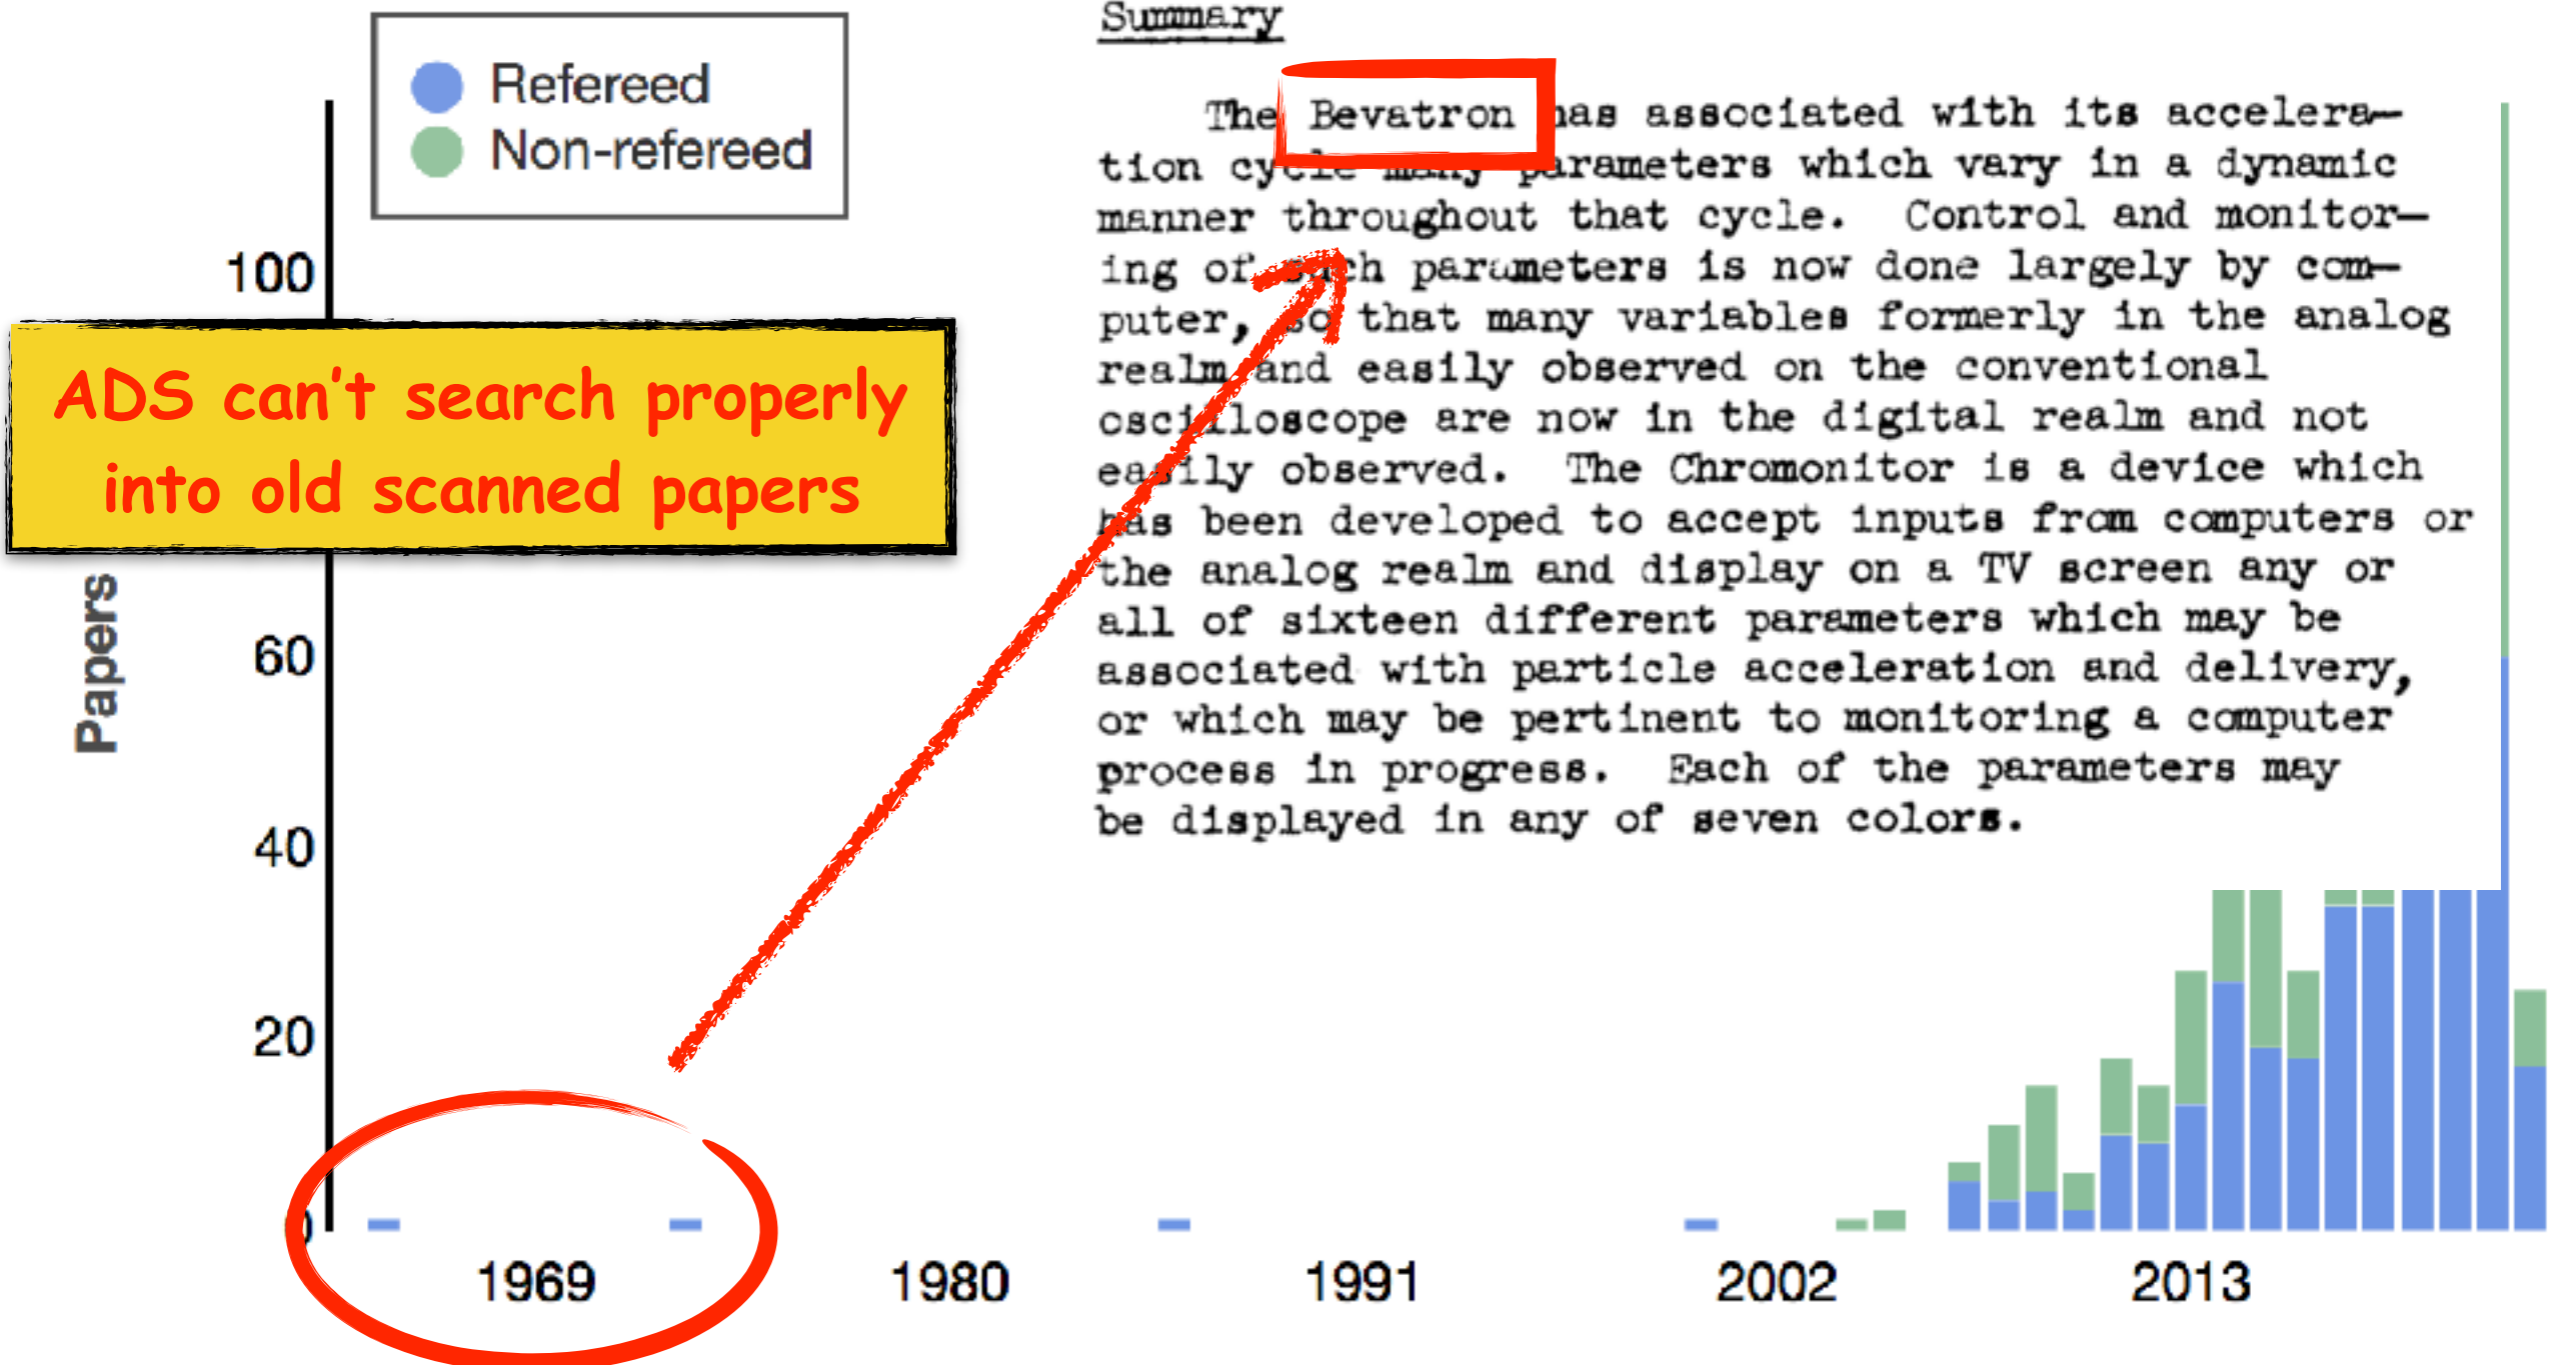 Refereed
Non-refereed
100
60
40
20
0
Papers
1969
1980
1991
2002
2013
ADS can't search properly
into old scanned papers
Summary
The Bevatron has associated with its accelera—
tion cycle many parameters which vary in a dynamic
manner throughout that cycle. Control and monitor—
ing of such parameters is now done largely by com—
puter, so that many variables formerly in the analog
realm and easily observed on the conventional
oscilloscope are now in the digital realm and not
easily observed. The Chromonitor is a device which
has been developed to accept inputs from computers or
the analog realm and display on a TV screen any or
all of sixteen different parameters which may be
associated with particle acceleration and delivery,
or which may be pertinent to monitoring a computer
process in progress. Each of the parameters may
be displayed in any of seven colors.